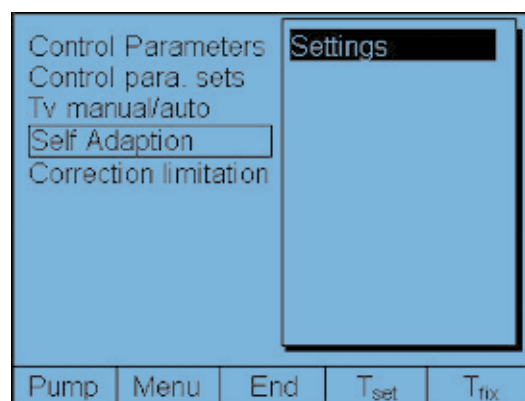 Control Parameters
Control para. sets
Tv manual/auto
Self Adaption
Correction limitation
Settings
Pump Menu End Tset Tfix